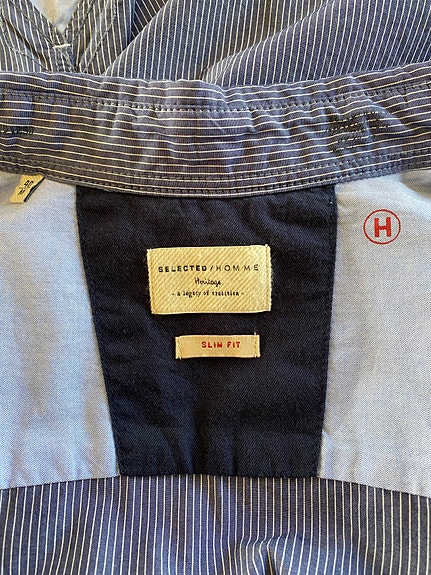 SELECTED/HOMME
Heritage
- a legacy of tradition -
SLIM FIT
H